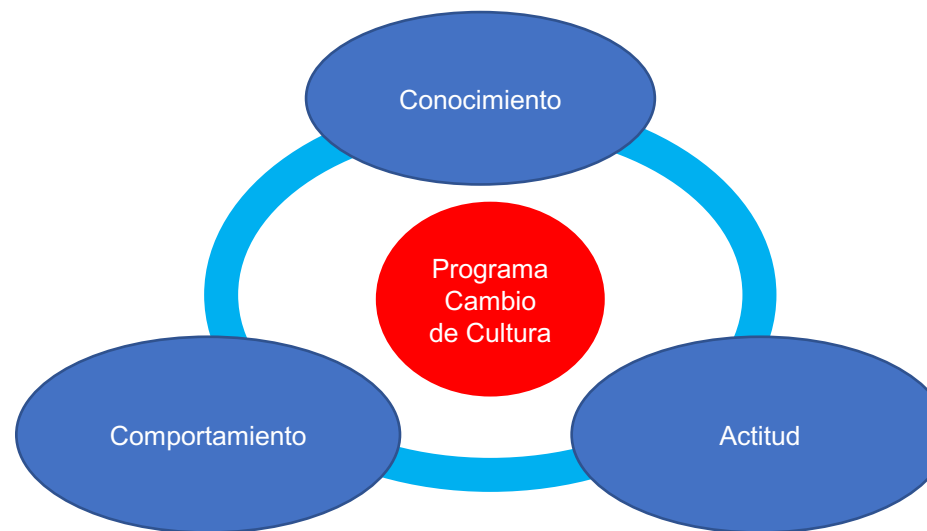 Conocimiento
Programa
Cambio
de Cultura
Comportamiento
Actitud